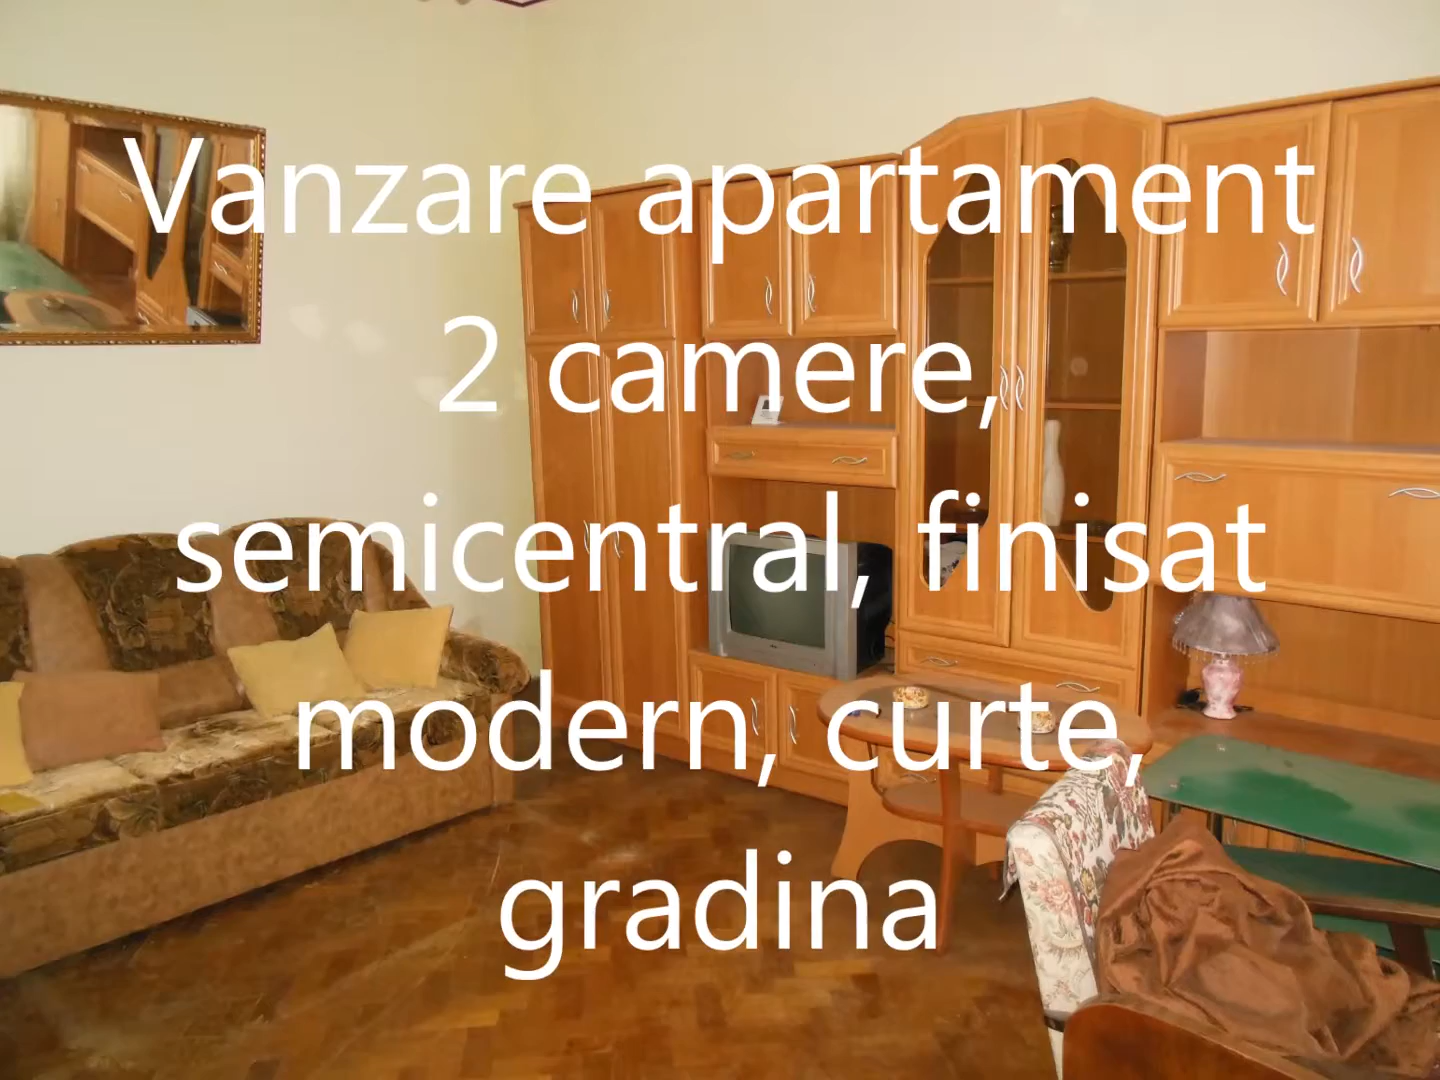 Vanzare apartament
2 camere,
semicentral, finisat
modern, curte,
gradina